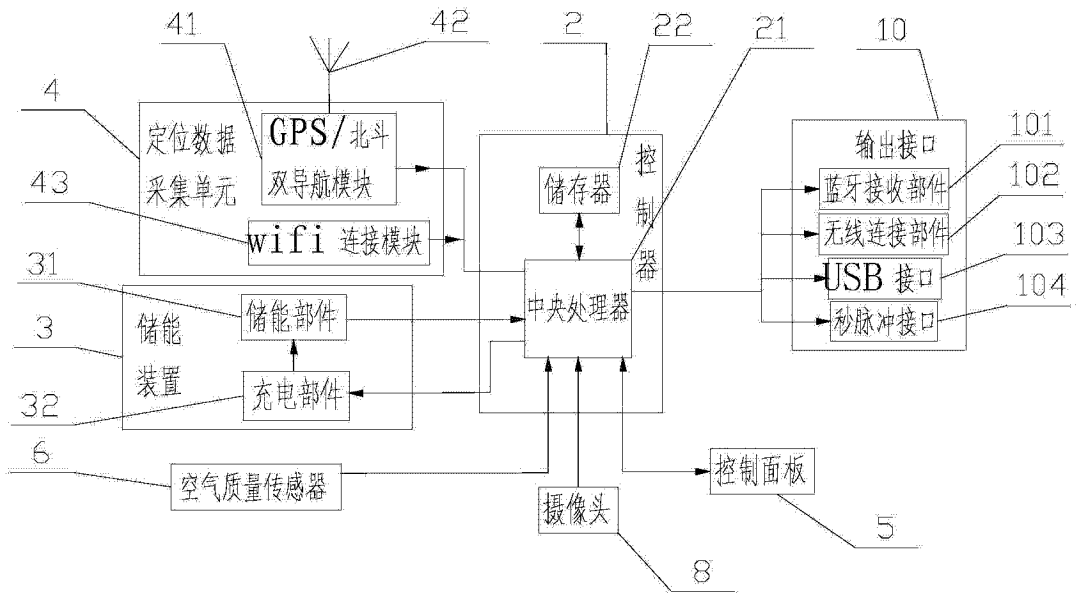 41
42
2
22
21
10
4
定位数据
采集单元
GPS/北斗
双导航模块
43
wifi 连接模块
控制器
储存器
中央处理器
输出接口
101
蓝牙接收部件
102
无线连接部件
103
USB 接口
104
秒脉冲接口
31
储能部件
3
储能
装置
32
充电部件
6
空气质量传感器
摄像头
8
控制面板
5